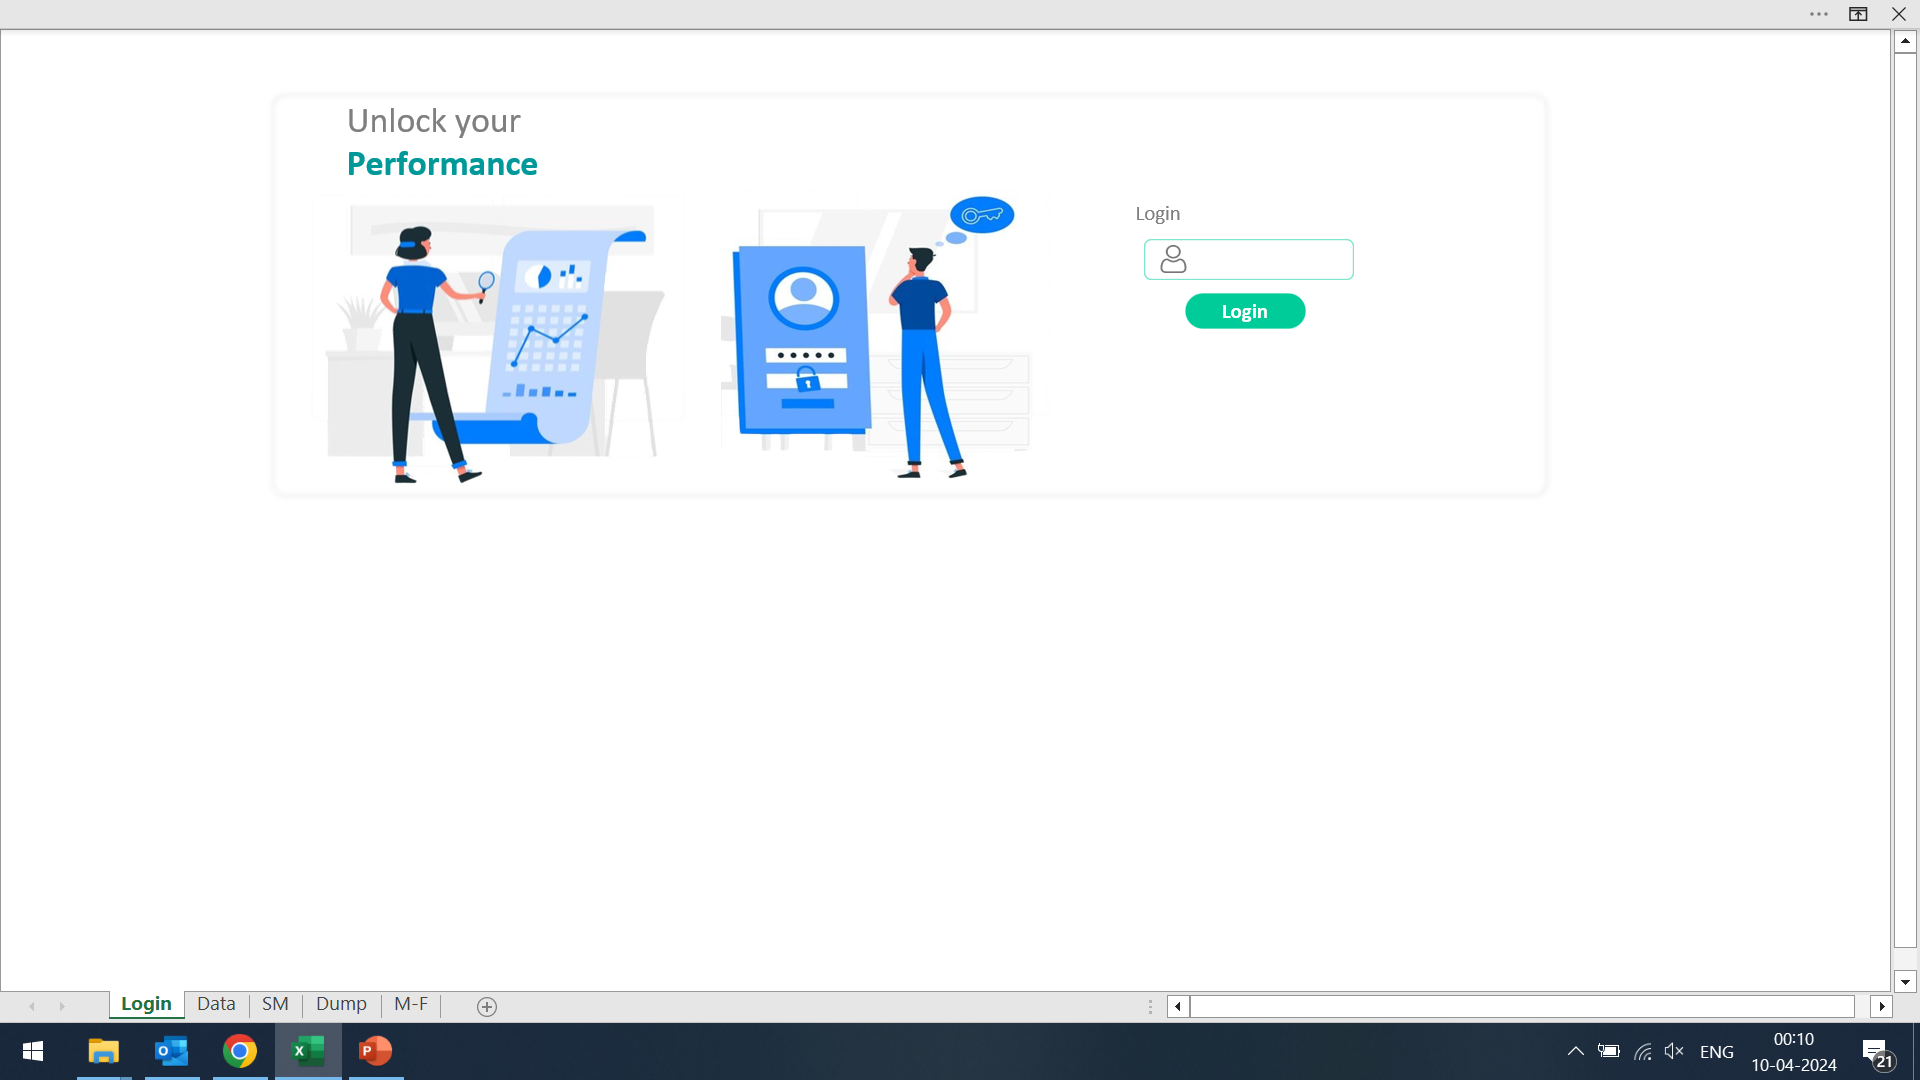 Unlock your
Performance
Login
Login
Login Data SM Dump M-F
ENG
00:10
10-04-2024
21